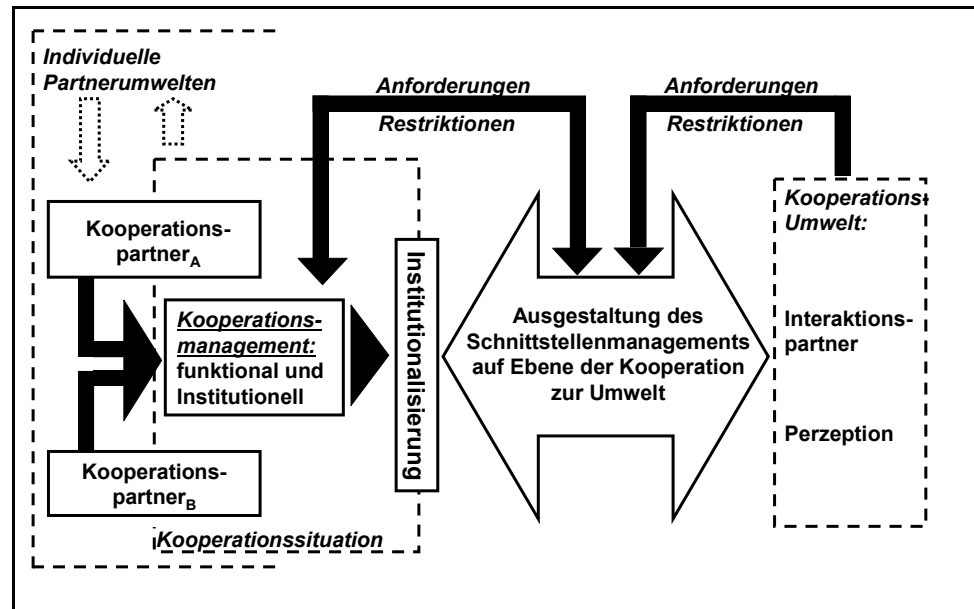 Individuelle
Partnerumwelten
Anforderungen
Restriktionen
Anforderungen
Restriktionen
Kooperations-
partnerA
Kooperations-
management:
funktional und
Institutionell
Kooperations-
partnerB
Kooperationssituation
Institutionalisierung
Ausgestaltung des
Schnittstellenmanagements
auf Ebene der Kooperation
zur Umwelt
Kooperations-
Umwelt:
Interaktions-
partner
Perzeption